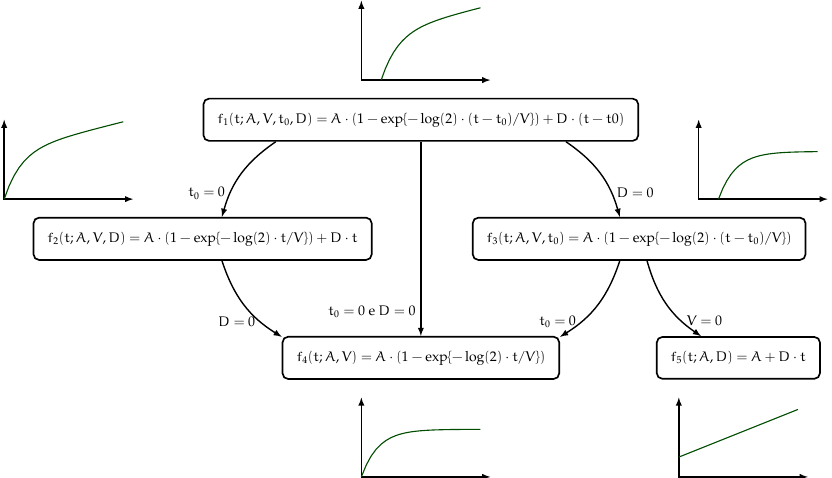 f₁(t; A, V, t₀, D) = A · (1 − exp{− log(2) · (t − t₀)/V}) + D · (t − t0)
t₀ = 0
D = 0
f₂(t; A, V, D) = A · (1 − exp{− log(2) · t/V}) + D · t
f₃(t; A, V, t₀) = A · (1 − exp{− log(2) · (t − t₀)/V})
t₀ = 0 e D = 0
D = 0
t₀ = 0
V = 0
f₄(t; A, V) = A · (1 − exp{− log(2) · t/V})
f₅(t; A, D) = A + D · t